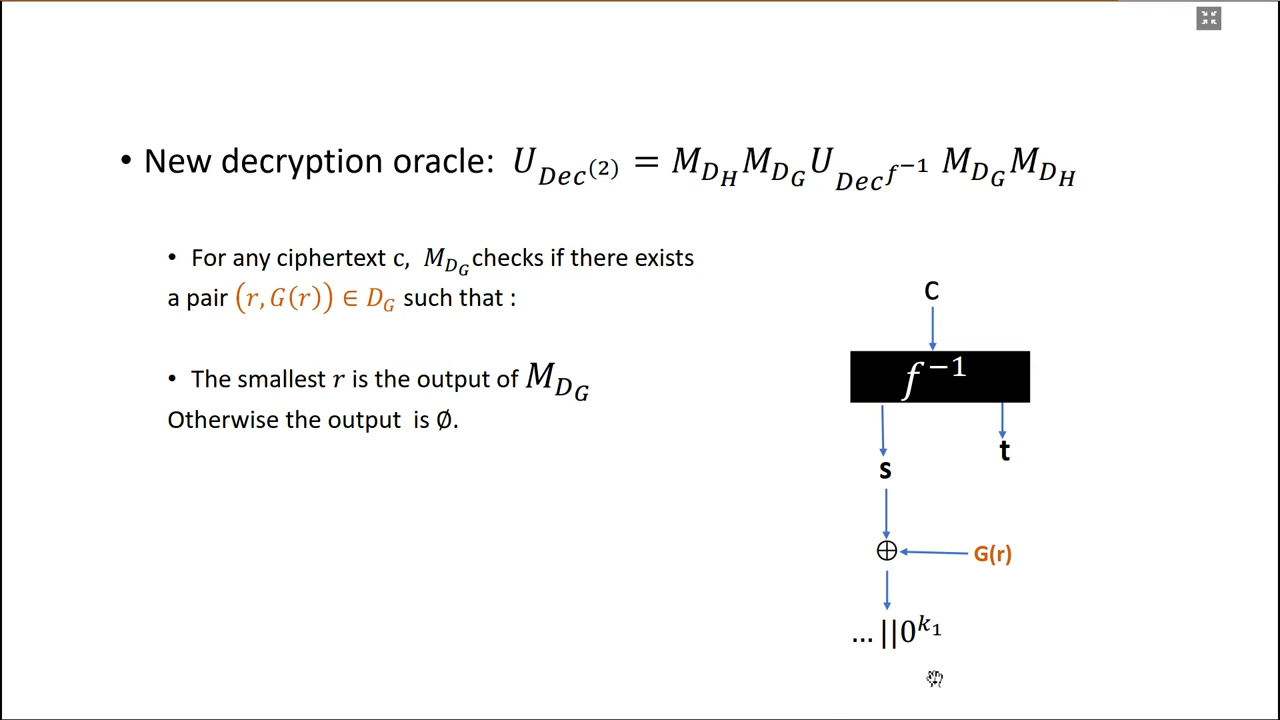 • New decryption oracle: U_{Dec^{(2)}} = M_{D_H} M_{D_G} U_{Dec^{f^{-1}}} M_{D_G} M_{D_H}
• For any ciphertext c, M_{D_G} checks if there exists
a pair (r, G(r)) ∈ D_G such that :
• The smallest r is the output of M_{D_G}
Otherwise the output is ∅.
C
f^{-1}
t
s
⊕ G(r)
... ||0^{k_1}